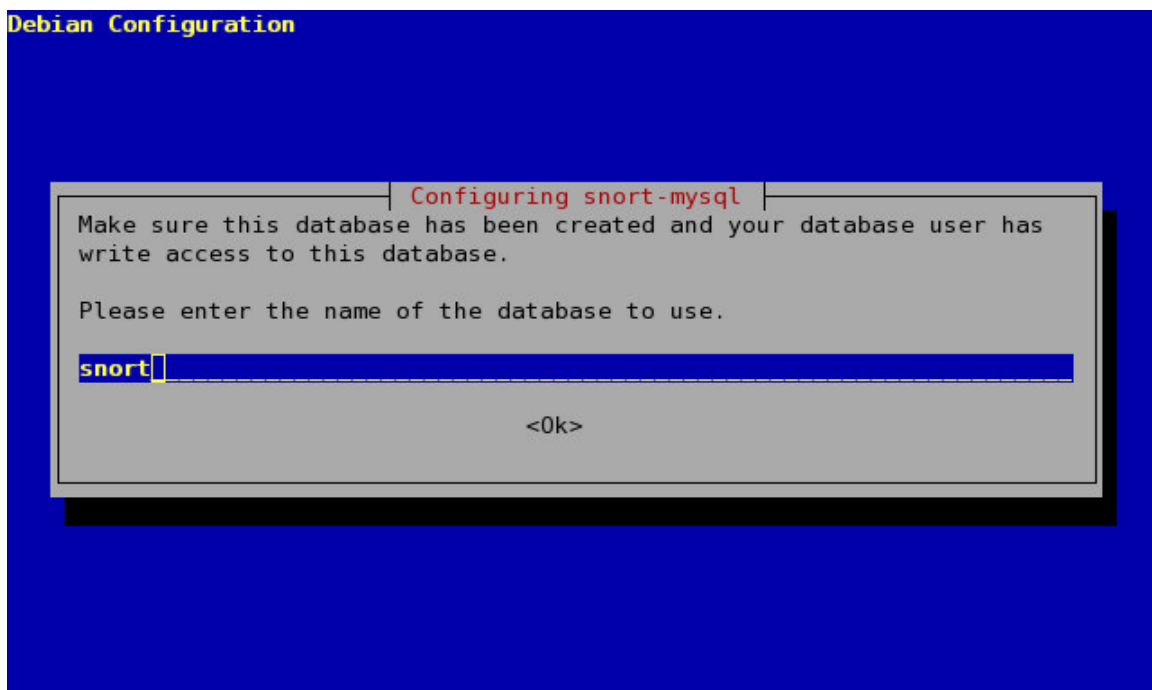 Debian Configuration
Configuring snort-mysql
Make sure this database has been created and your database user has
write access to this database.
Please enter the name of the database to use.
snort
<Ok>